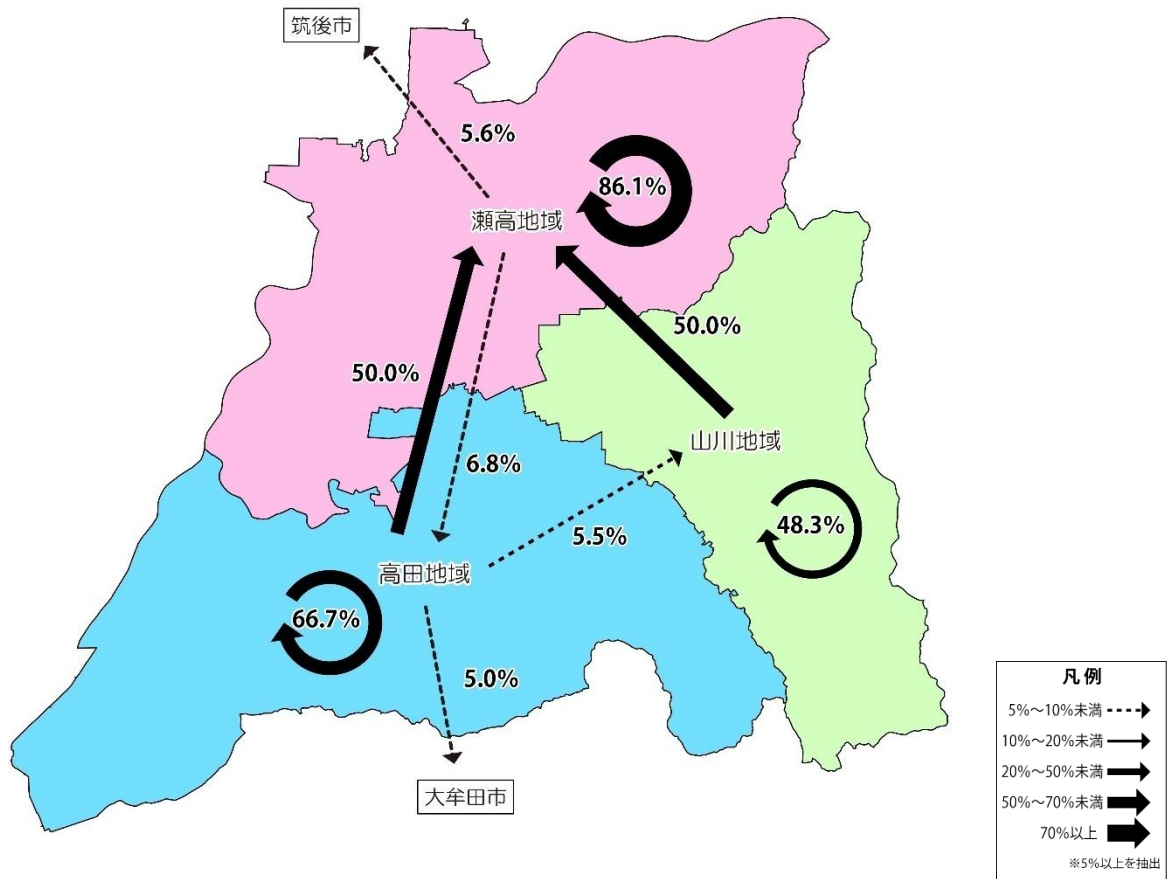 筑後市
5.6%
86.1%
瀬高地域
50.0%
50.0%
山川地域
6.8%
48.3%
5.5%
高田地域
66.7%
5.0%
大牟田市
凡例
5%～10%未満
10%～20%未満
20%～50%未満
50%～70%未満
70%以上
※5%以上を抽出